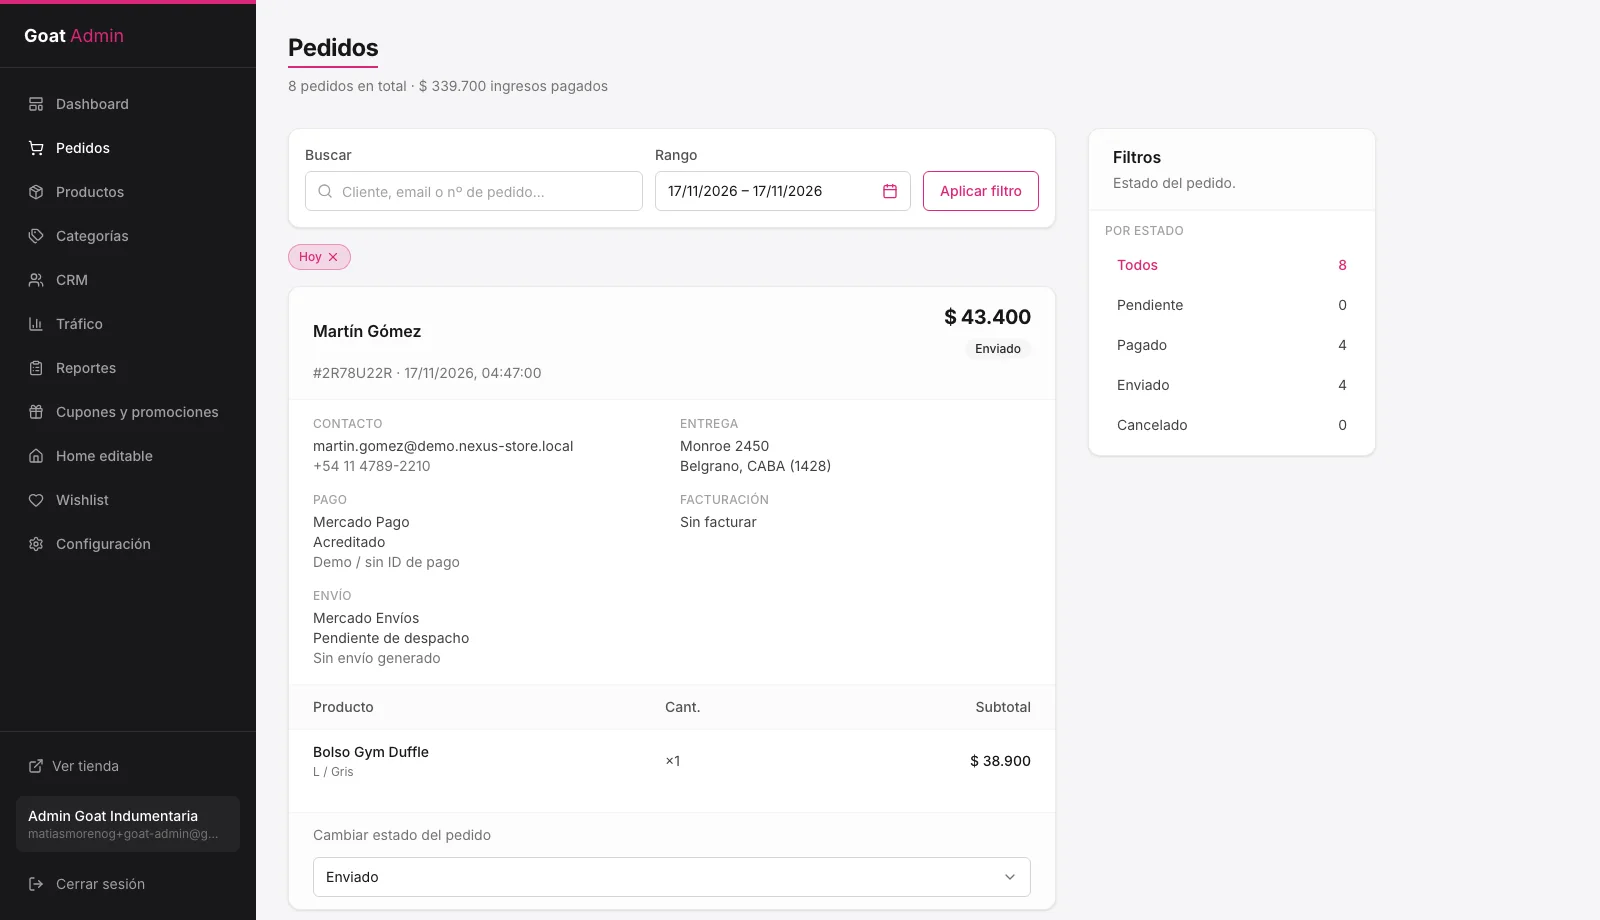 Goat Admin
Dashboard
Pedidos
Productos
Categorías
CRM
Tráfico
Reportes
Cupones y promociones
Home editable
Wishlist
Configuración
Ver tienda
Admin Goat Indumentaria
matiasmorenog+goat-admin@g...
Cerrar sesión
Pedidos
8 pedidos en total · $ 339.700 ingresos pagados
Buscar
Cliente, email o nº de pedido...
Rango
17/11/2026 – 17/11/2026
Aplicar filtro
Hoy
Martín Gómez
$ 43.400
Enviado
#2R78U22R · 17/11/2026, 04:47:00
CONTACTO
martin.gomez@demo.nexus-store.local
+54 11 4789-2210
ENTREGA
Monroe 2450
Belgrano, CABA (1428)
PAGO
Mercado Pago
Acreditado
Demo / sin ID de pago
FACTURACIÓN
Sin facturar
ENVÍO
Mercado Envíos
Pendiente de despacho
Sin envío generado
Producto Cant. Subtotal
Bolso Gym Duffle
L / Gris
×1
$ 38.900
Cambiar estado del pedido
Enviado
Filtros
Estado del pedido.
POR ESTADO
Todos 8
Pendiente 0
Pagado 4
Enviado 4
Cancelado 0